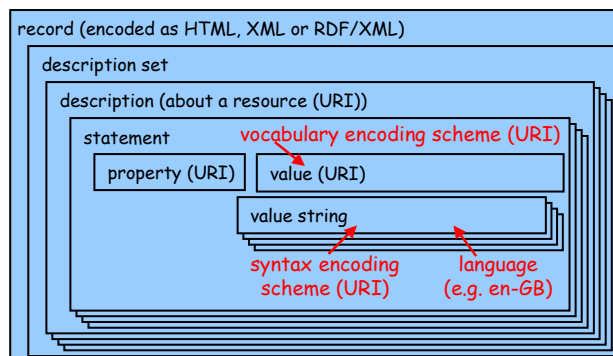 record (encoded as HTML, XML or RDF/XML)
description set
description (about a resource (URI))
statement
vocabulary encoding scheme (URI)
property (URI)
value (URI)
value string
syntax encoding
scheme (URI)
language
(e.g. en-GB)